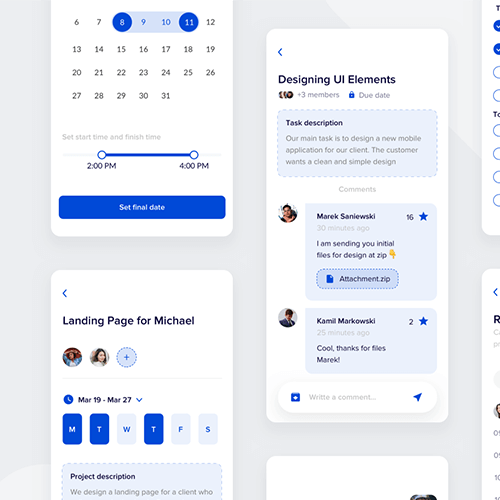 6 7 8 9 10 11 12
13 14 15 16 17 18 19
20 21 22 23 24 25 26
27 28 29 30 31
Set start time and finish time
2:00 PM 4:00 PM
Set final date
Landing Page for Michael
+
Mar 19 - Mar 27
M T W T F S
Project description
We design a landing page for a client who
Designing UI Elements
+3 members Due date
Task description
Our main task is to design a new mobile
application for our client. The customer
wants a clean and simple design
Comments
Marek Saniewski 16
30 minutes ago
I am sending you initial
files for design at zip👇
Attachment.zip
Kamil Markowski 2
25 minutes ago
Cool, thanks for files
Marek!
Write a comment...
T
To
R
Ca
pr
09
09
10
10